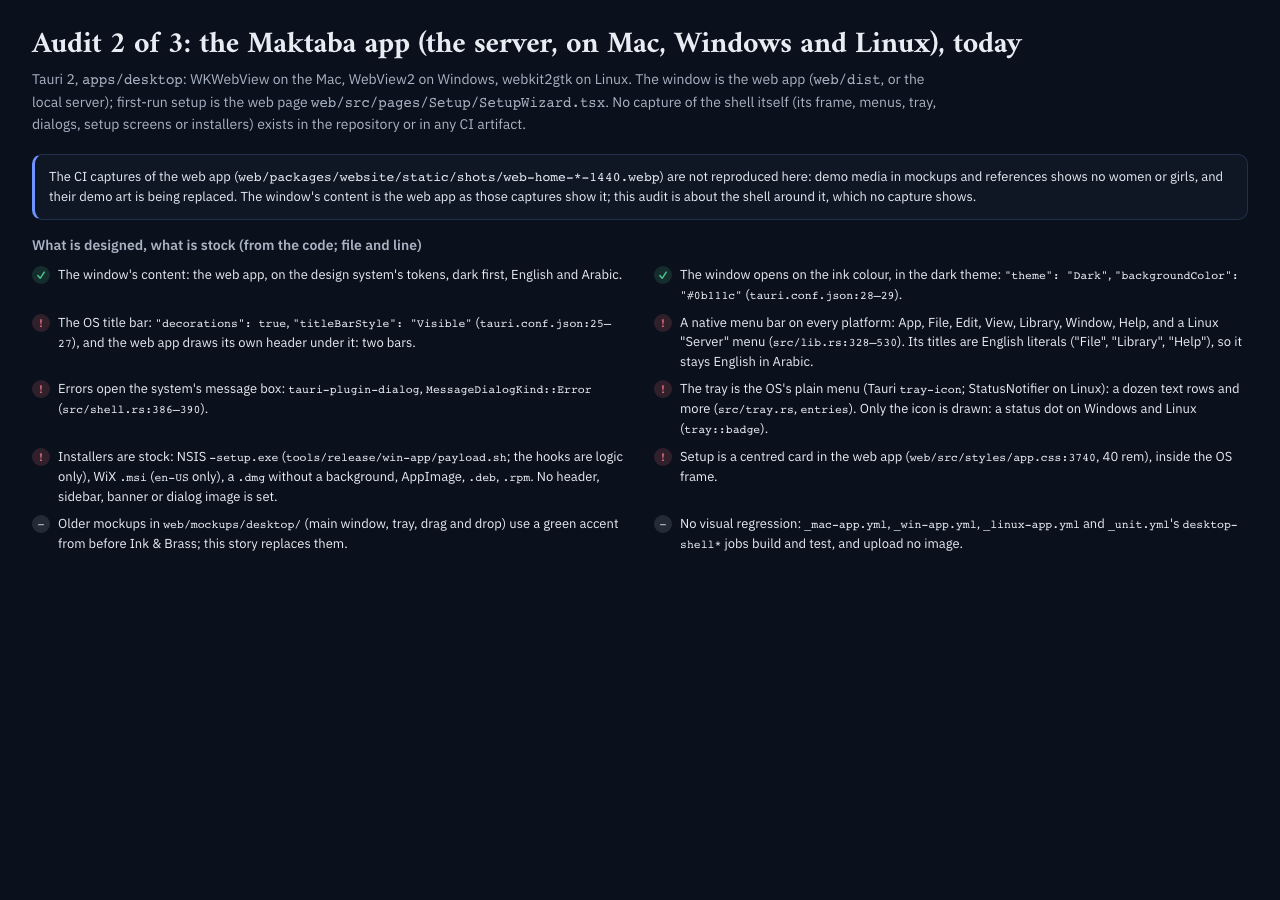 Audit 2 of 3: the Maktaba app (the server, on Mac, Windows and Linux), today
Tauri 2, apps/desktop: WKWebView on the Mac, WebView2 on Windows, webkit2gtk on Linux. The window is the web app (web/dist, or the
local server); first-run setup is the web page web/src/pages/Setup/SetupWizard.tsx. No capture of the shell itself (its frame, menus, tray,
dialogs, setup screens or installers) exists in the repository or in any CI artifact.
The CI captures of the web app (web/packages/website/static/shots/web-home-*-1440.webp) are not reproduced here: demo media in mockups and references shows no women or girls, and
their demo art is being replaced. The window's content is the web app as those captures show it; this audit is about the shell around it, which no capture shows.
What is designed, what is stock (from the code; file and line)
The window's content: the web app, on the design system's tokens, dark first, English and Arabic.
The window opens on the ink colour, in the dark theme: "theme": "Dark", "backgroundColor":
"#0b111c" (tauri.conf.json:28–29).
! The OS title bar: "decorations": true, "titleBarStyle": "Visible" (tauri.conf.json:25–
27), and the web app draws its own header under it: two bars.
! A native menu bar on every platform: App, File, Edit, View, Library, Window, Help, and a Linux
"Server" menu (src/lib.rs:328–530). Its titles are English literals ("File", "Library", "Help"), so it
stays English in Arabic.
! Errors open the system's message box: tauri-plugin-dialog, MessageDialogKind::Error
(src/shell.rs:386–390).
! The tray is the OS's plain menu (Tauri tray-icon; StatusNotifier on Linux): a dozen text rows and
more (src/tray.rs, entries). Only the icon is drawn: a status dot on Windows and Linux
(tray::badge).
! Installers are stock: NSIS -setup.exe (tools/release/win-app/payload.sh; the hooks are logic
only), WiX .msi (en-US only), a .dmg without a background, AppImage, .deb, .rpm. No header,
sidebar, banner or dialog image is set.
! Setup is a centred card in the web app (web/src/styles/app.css:3740, 40 rem), inside the OS
frame.
– Older mockups in web/mockups/desktop/ (main window, tray, drag and drop) use a green accent
from before Ink & Brass; this story replaces them.
– No visual regression: _mac-app.yml, _win-app.yml, _linux-app.yml and _unit.yml's desktop-
shell* jobs build and test, and upload no image.